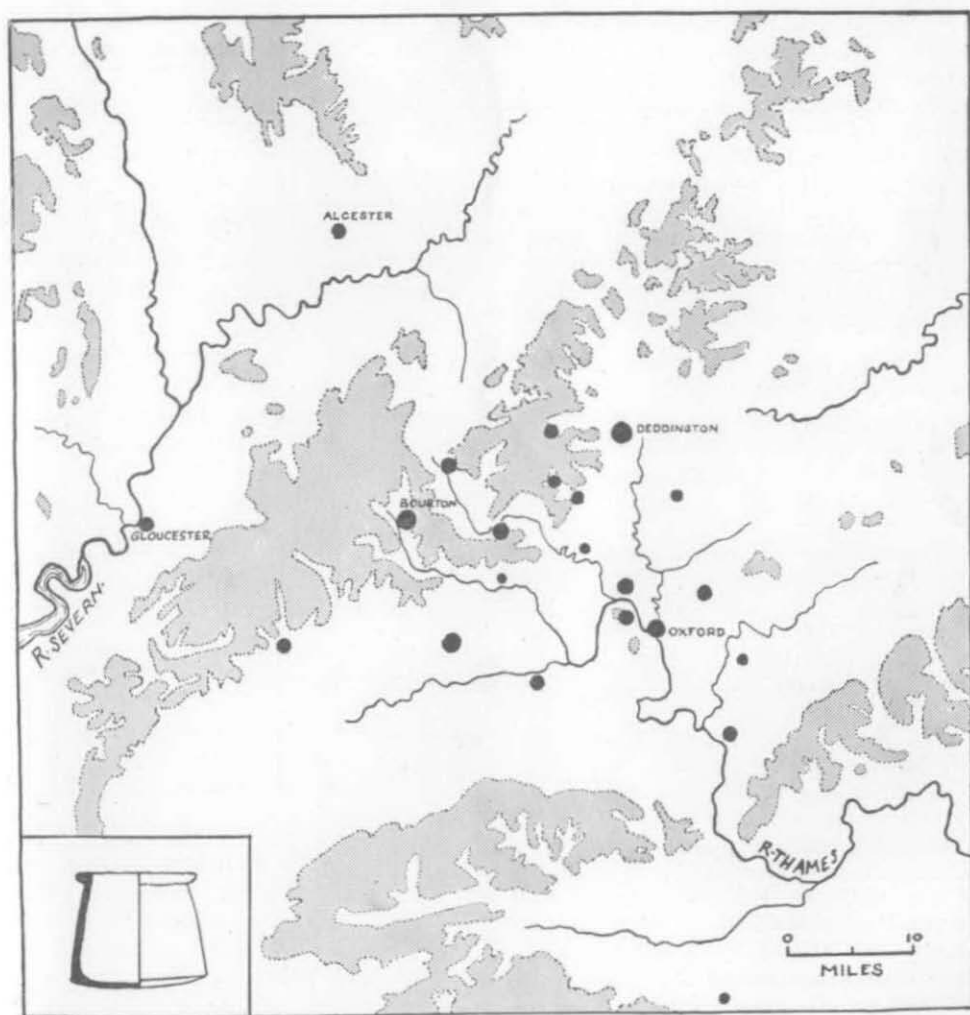 ALCESTER
DEDDINGTON
BOURTON
GLOUCESTER
R. SEVERN.
OXFORD
R. THAMES
0 10
MILES